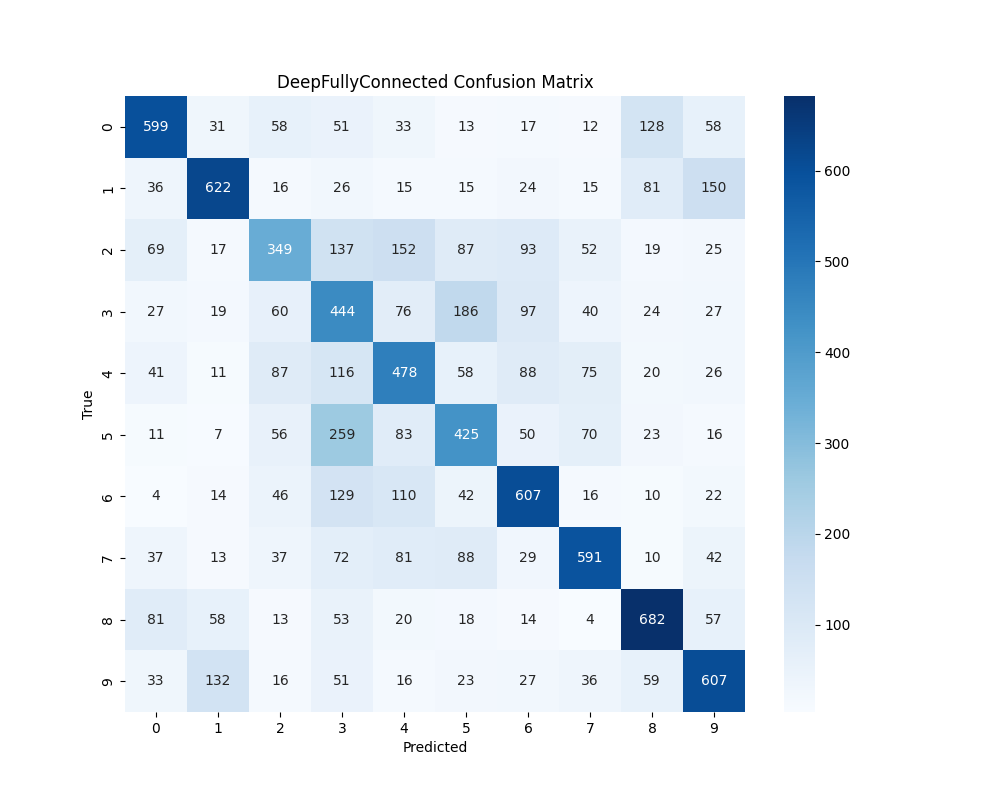 DeepFullyConnected Confusion Matrix
0 599 31 58 51 33 13 17 12 128 58
1 36 622 16 26 15 15 24 15 81 150
2 69 17 349 137 152 87 93 52 19 25
3 27 19 60 444 76 186 97 40 24 27
4 41 11 87 116 478 58 88 75 20 26
5 11 7 56 259 83 425 50 70 23 16
6 4 14 46 129 110 42 607 16 10 22
7 37 13 37 72 81 88 29 591 10 42
8 81 58 13 53 20 18 14 4 682 57
9 33 132 16 51 16 23 27 36 59 607
0 1 2 3 4 5 6 7 8 9
Predicted
True
600
500
400
300
200
100